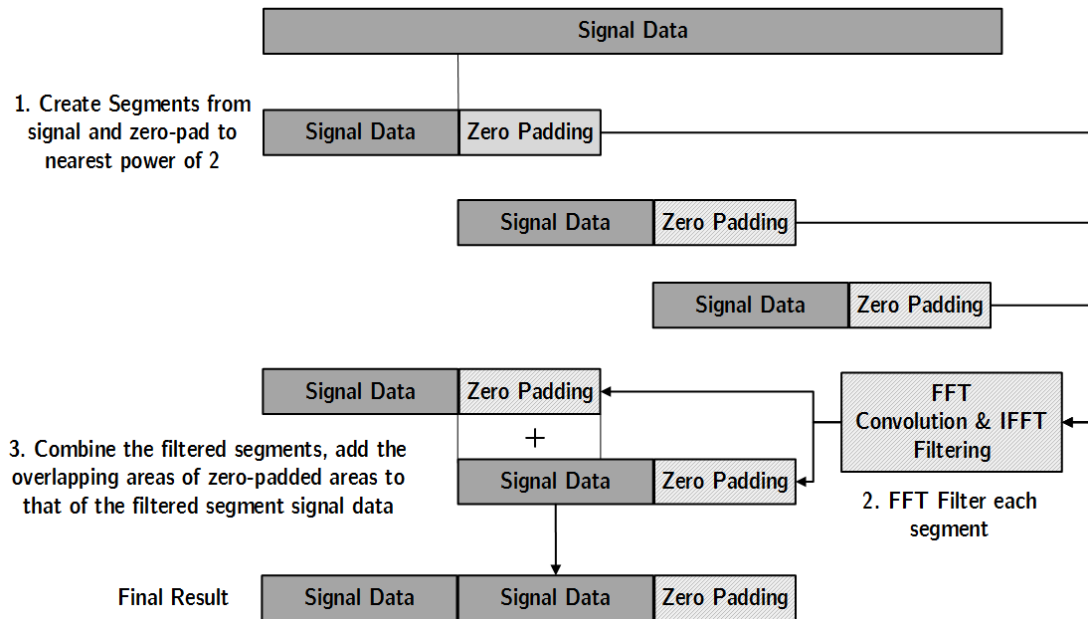 Signal Data
1. Create Segments from
signal and zero-pad to
nearest power of 2
Signal Data
Zero Padding
Signal Data
Zero Padding
Signal Data
Zero Padding
Signal Data
Zero Padding
FFT
Convolution & IFFT
Filtering
+
3. Combine the filtered segments, add the
overlapping areas of zero-padded areas to
that of the filtered segment signal data
Signal Data
Zero Padding
2. FFT Filter each
segment
Final Result
Signal Data
Signal Data
Zero Padding